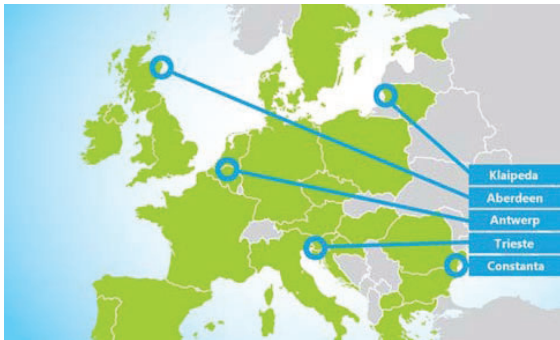 Klaipeda
Aberdeen
Antwerp
Trieste
Constanta